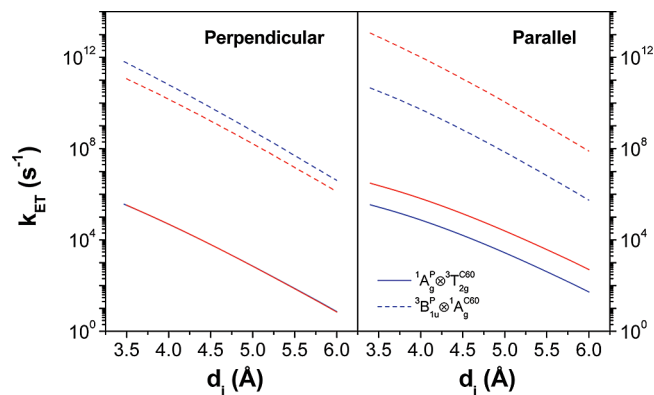 Perpendicular
Parallel
10^12
10^12
10^8
10^8
10^4
10^4
10^0
10^0
k_ET (s^-1)
^1A_g^P⊗^3T_2g^C60
^3B_1u^P⊗^1A_g^C60
3.5 4.0 4.5 5.0 5.5 6.0
3.5 4.0 4.5 5.0 5.5 6.0
d_i (Å)
d_i (Å)